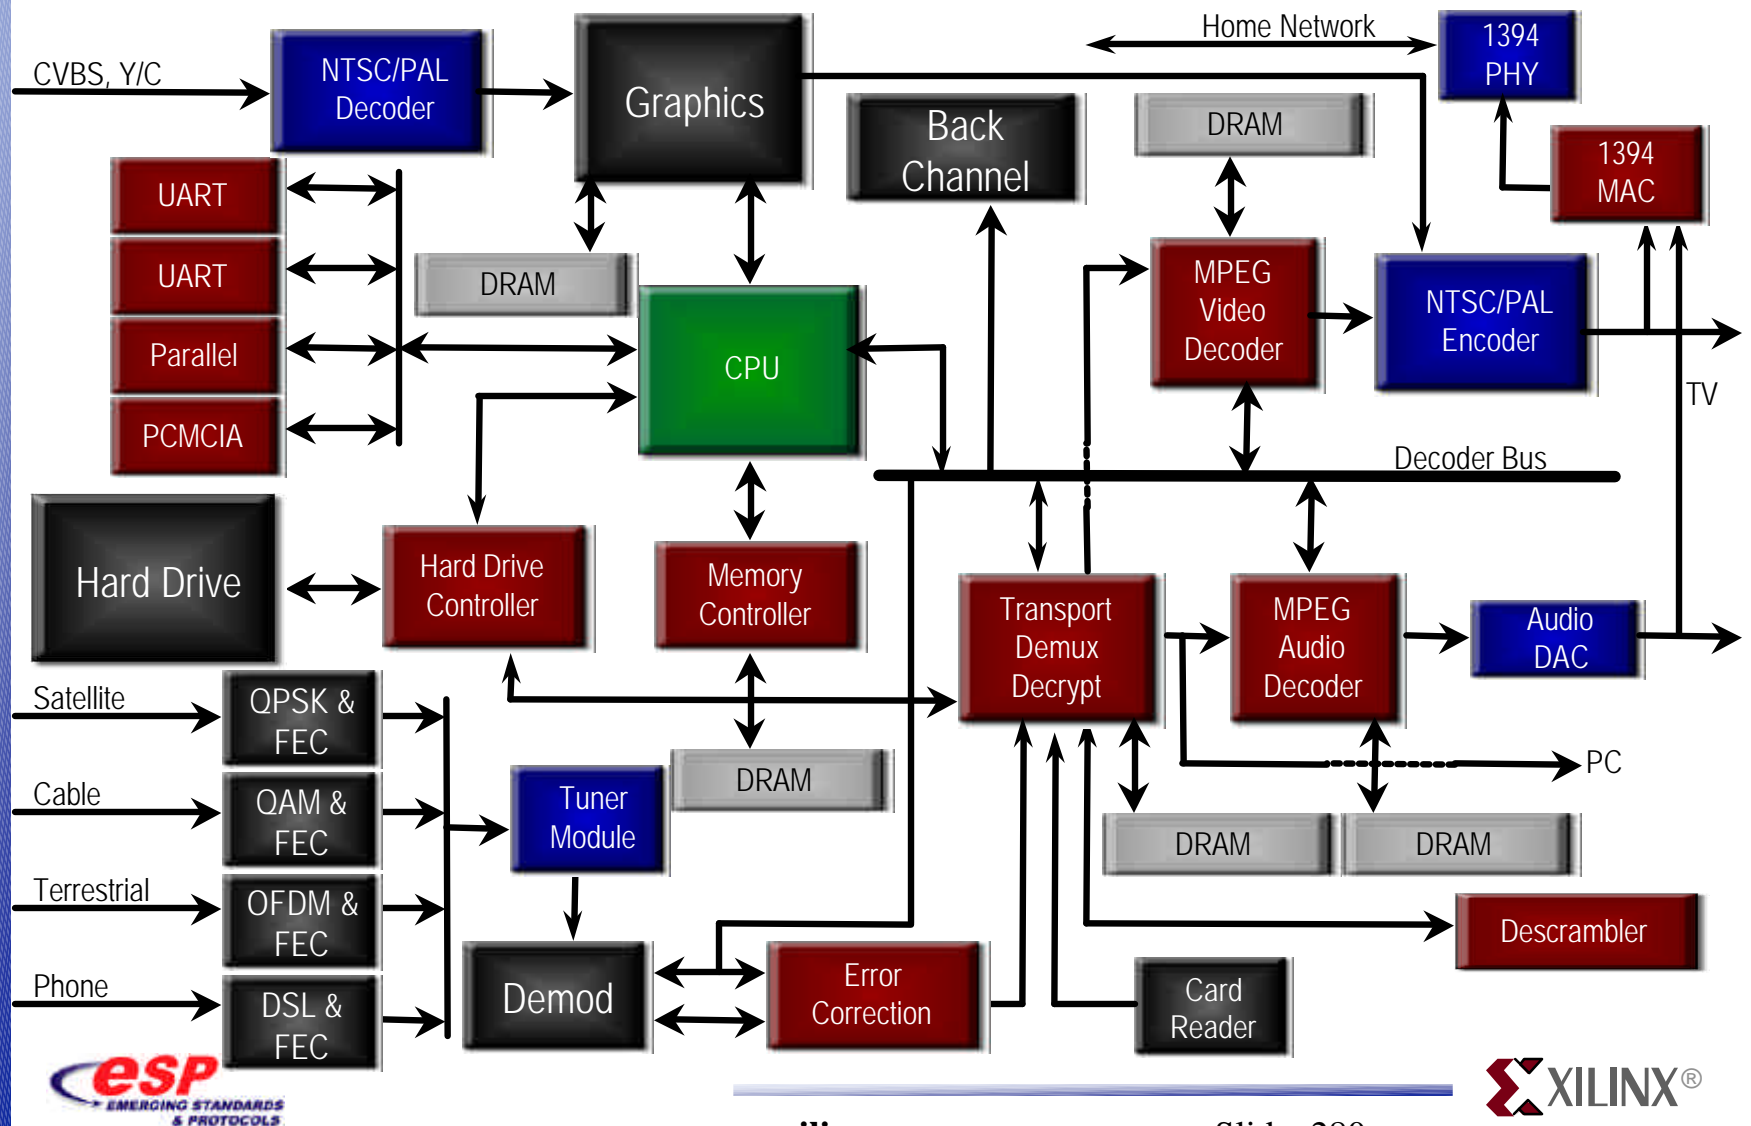 Home Network
1394
PHY
CVBS, Y/C
NTSC/PAL
Decoder
Graphics
Back
Channel
DRAM
1394
MAC
UART
UART
DRAM
MPEG
Video
Decoder
NTSC/PAL
Encoder
Parallel
CPU
TV
PCMCIA
Decoder Bus
Hard Drive
Hard Drive
Controller
Memory
Controller
Transport
Demux
Decrypt
MPEG
Audio
Decoder
Audio
DAC
Satellite
QPSK &
FEC
PC
Cable
QAM &
FEC
Tuner
Module
DRAM
DRAM
DRAM
Terrestrial
OFDM &
FEC
Descrambler
Phone
DSL &
FEC
Demod
Error
Correction
Card
Reader
eSP
EMERGING STANDARDS
& PROTOCOLS
XILINX®